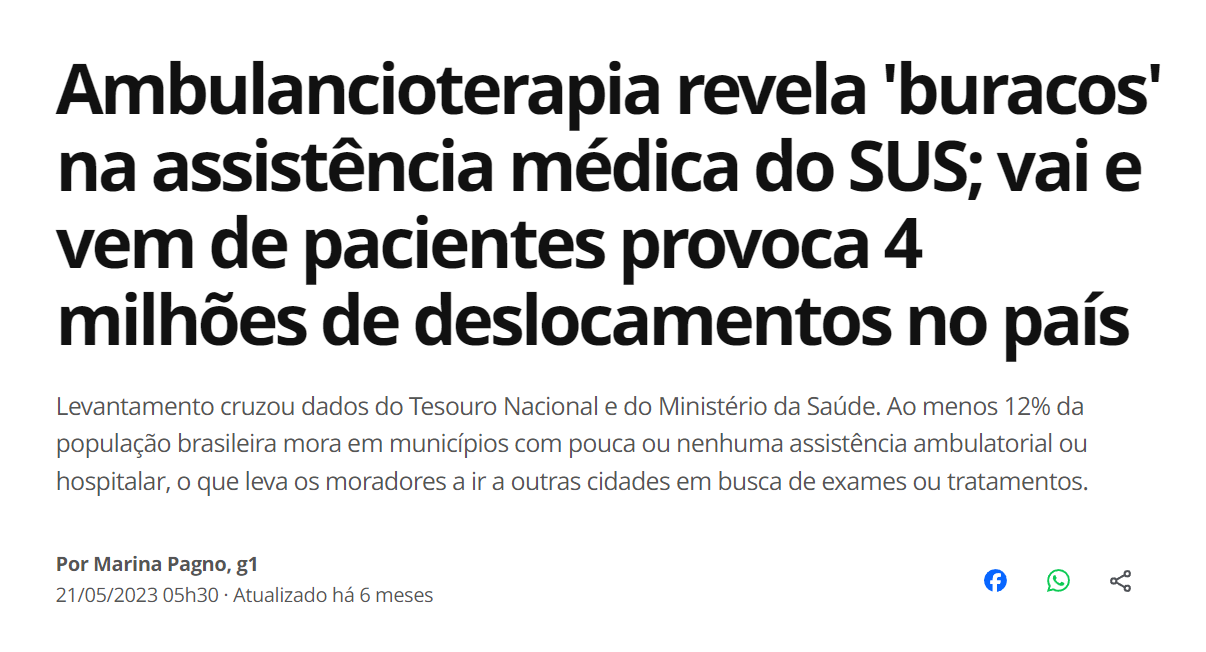 Ambulancioterapia revela 'buracos'
na assistência médica do SUS; vai e
vem de pacientes provoca 4
milhões de deslocamentos no país
Levantamento cruzou dados do Tesouro Nacional e do Ministério da Saúde. Ao menos 12% da
população brasileira mora em municípios com pouca ou nenhuma assistência ambulatorial ou
hospitalar, o que leva os moradores a ir a outras cidades em busca de exames ou tratamentos.
Por Marina Pagno, g1
21/05/2023 05h30 · Atualizado há 6 meses